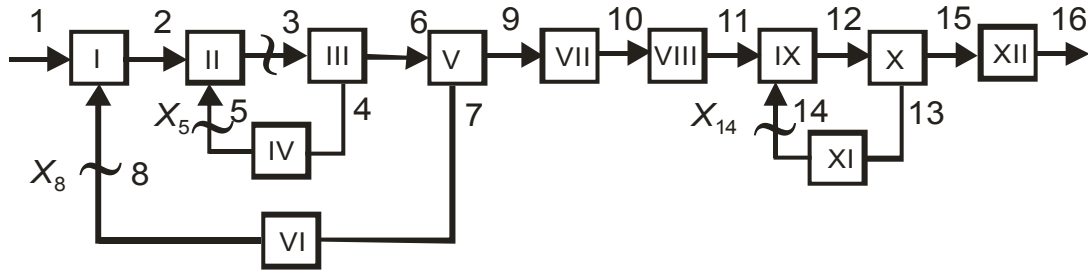 1 2 3 6 9 10 11 12 15 16
I II III V VII VIII IX X XII
X5 5 4 7 X14 14 13
IV XI
X8 8
VI